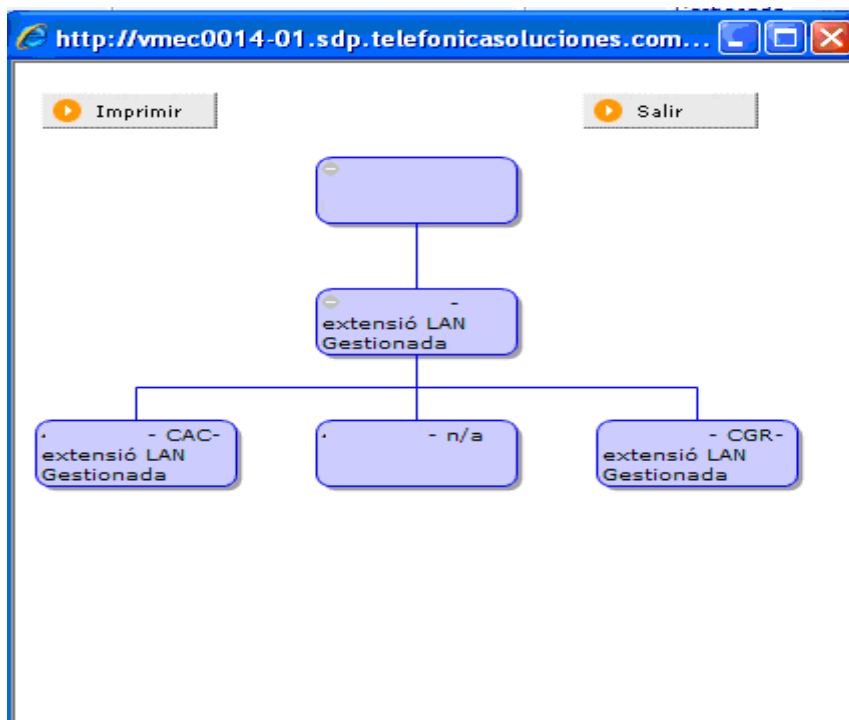 http://vmec0014-01.sdp.telefonicasoluciones.com...
Imprimir
Salir
-
extensió LAN
Gestionada
- CAC-
extensió LAN
Gestionada
- n/a
- CGR-
extensió LAN
Gestionada